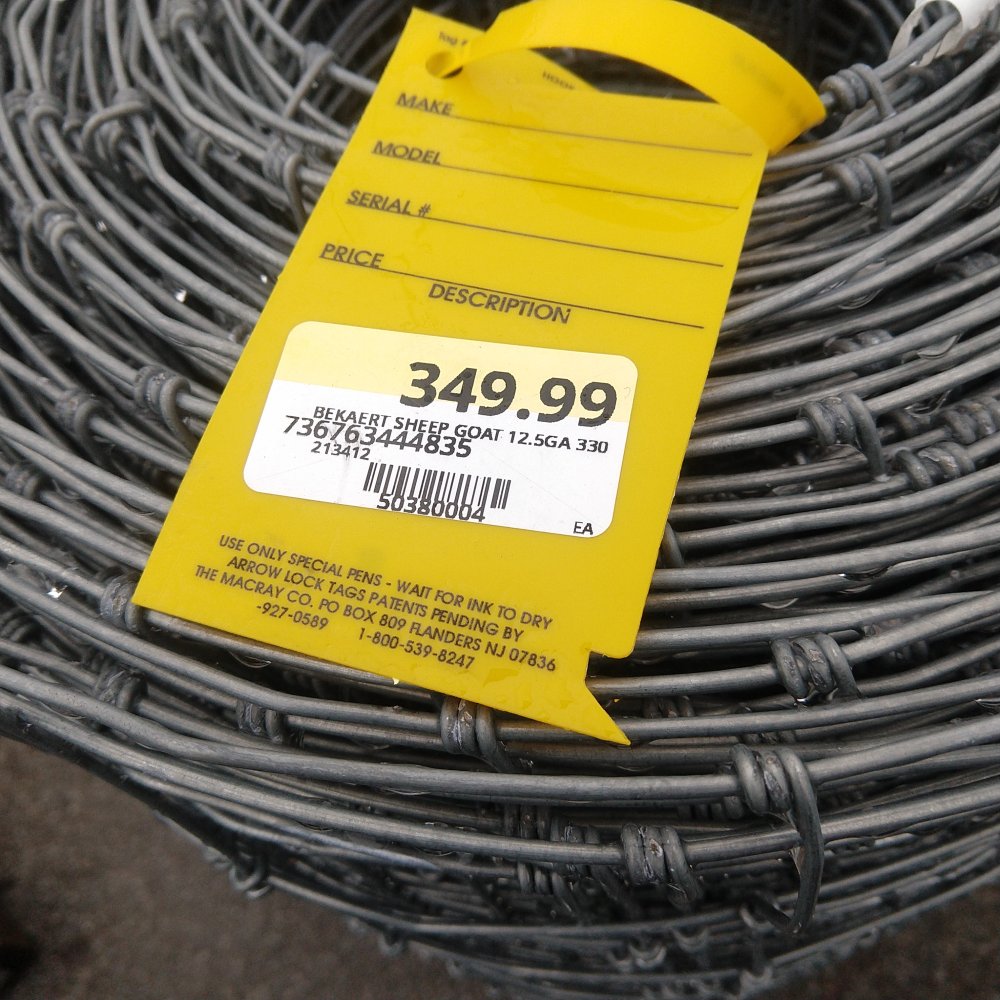 MAKE
MODEL
SERIAL #
PRICE
DESCRIPTION
349.99
BEKAERT SHEEP GOAT 12.5GA 330
736763444835
213412
50380004
EA
USE ONLY SPECIAL PENS - WAIT FOR INK TO DRY
ARROW LOCK TAGS PATENTS PENDING BY
THE MACRAY CO. PO BOX 809 FLANDERS NJ 07836
-927-0589 1-800-539-8247